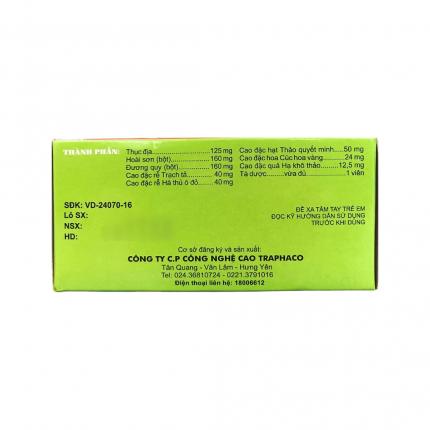 THÀNH PHẦN:
Thục địa..................125 mg
Hoài sơn (bột)............160 mg
Đương quy (bột)...........160 mg
Cao đặc rễ Trạch tả.......40 mg
Cao đặc rễ Hà thủ ô đỏ....40 mg
Cao đặc hạt Thảo quyết minh.....50 mg
Cao đặc hoa Cúc hoa vàng........24 mg
Cao đặc quả Hạ khô thảo.........12,5 mg
Tá dược........vừa đủ...........1 viên
SĐK: VD-24070-16
Lô SX:
NSX:
HD:
ĐỂ XA TẦM TAY TRẺ EM
ĐỌC KỸ HƯỚNG DẪN SỬ DỤNG
TRƯỚC KHI DÙNG
Cơ sở đăng ký và sản xuất:
CÔNG TY C.P CÔNG NGHỆ CAO TRAPHACO
Tân Quang - Văn Lâm - Hưng Yên
ĐT: 024.36810724 - 0221.3791016
Điện thoại liên hệ: 18006612